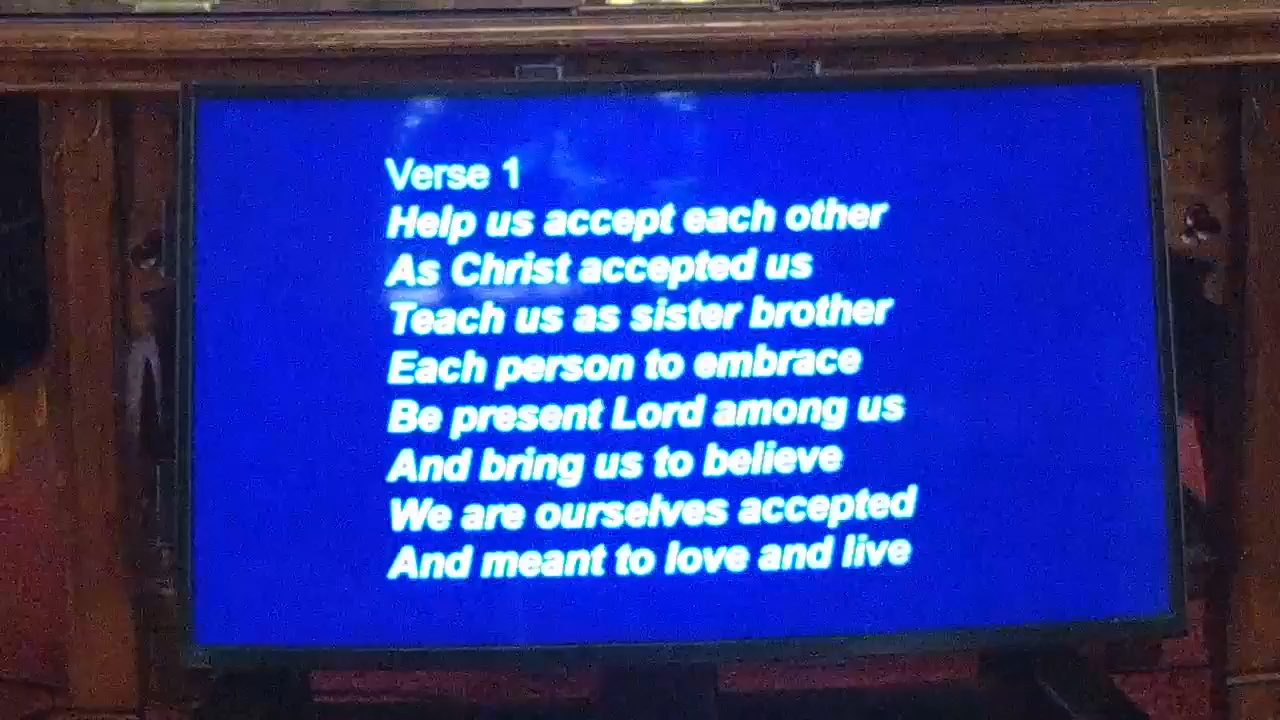 Verse 1
Help us accept each other
As Christ accepted us
Teach us as sister brother
Each person to embrace
Be present Lord among us
And bring us to believe
We are ourselves accepted
And meant to love and live